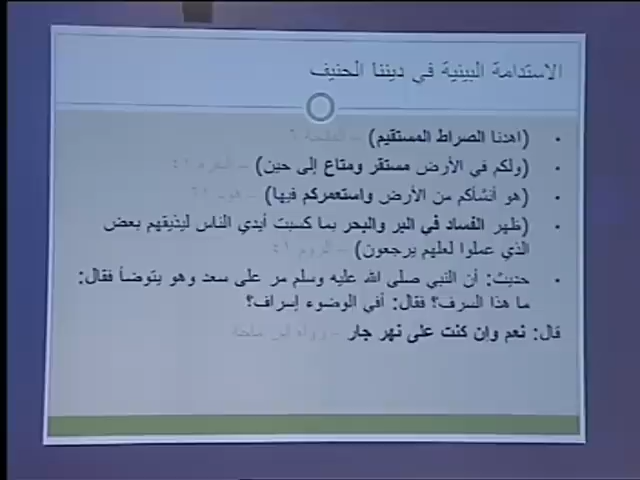 الاستدامة البيئية في ديننا الحنيف
(اهدنا الصراط المستقيم) – الفاتحة ٦
(ولكم في الأرض مستقر ومتاع إلى حين) –
(هو أنشأكم من الأرض واستعمركم فيها) – هود ٦١
(ظهر الفساد في البر والبحر بما كسبت أيدي الناس ليذيقهم بعض
الذي عملوا لعلهم يرجعون) – الروم ٤١
حديث: أن النبي صلى الله عليه وسلم مر على سعد وهو يتوضأ فقال:
ما هذا السرف؟ فقال: أفي الوضوء إسراف؟
قال: نعم وإن كنت على نهر جار – رواه ابن ماجة